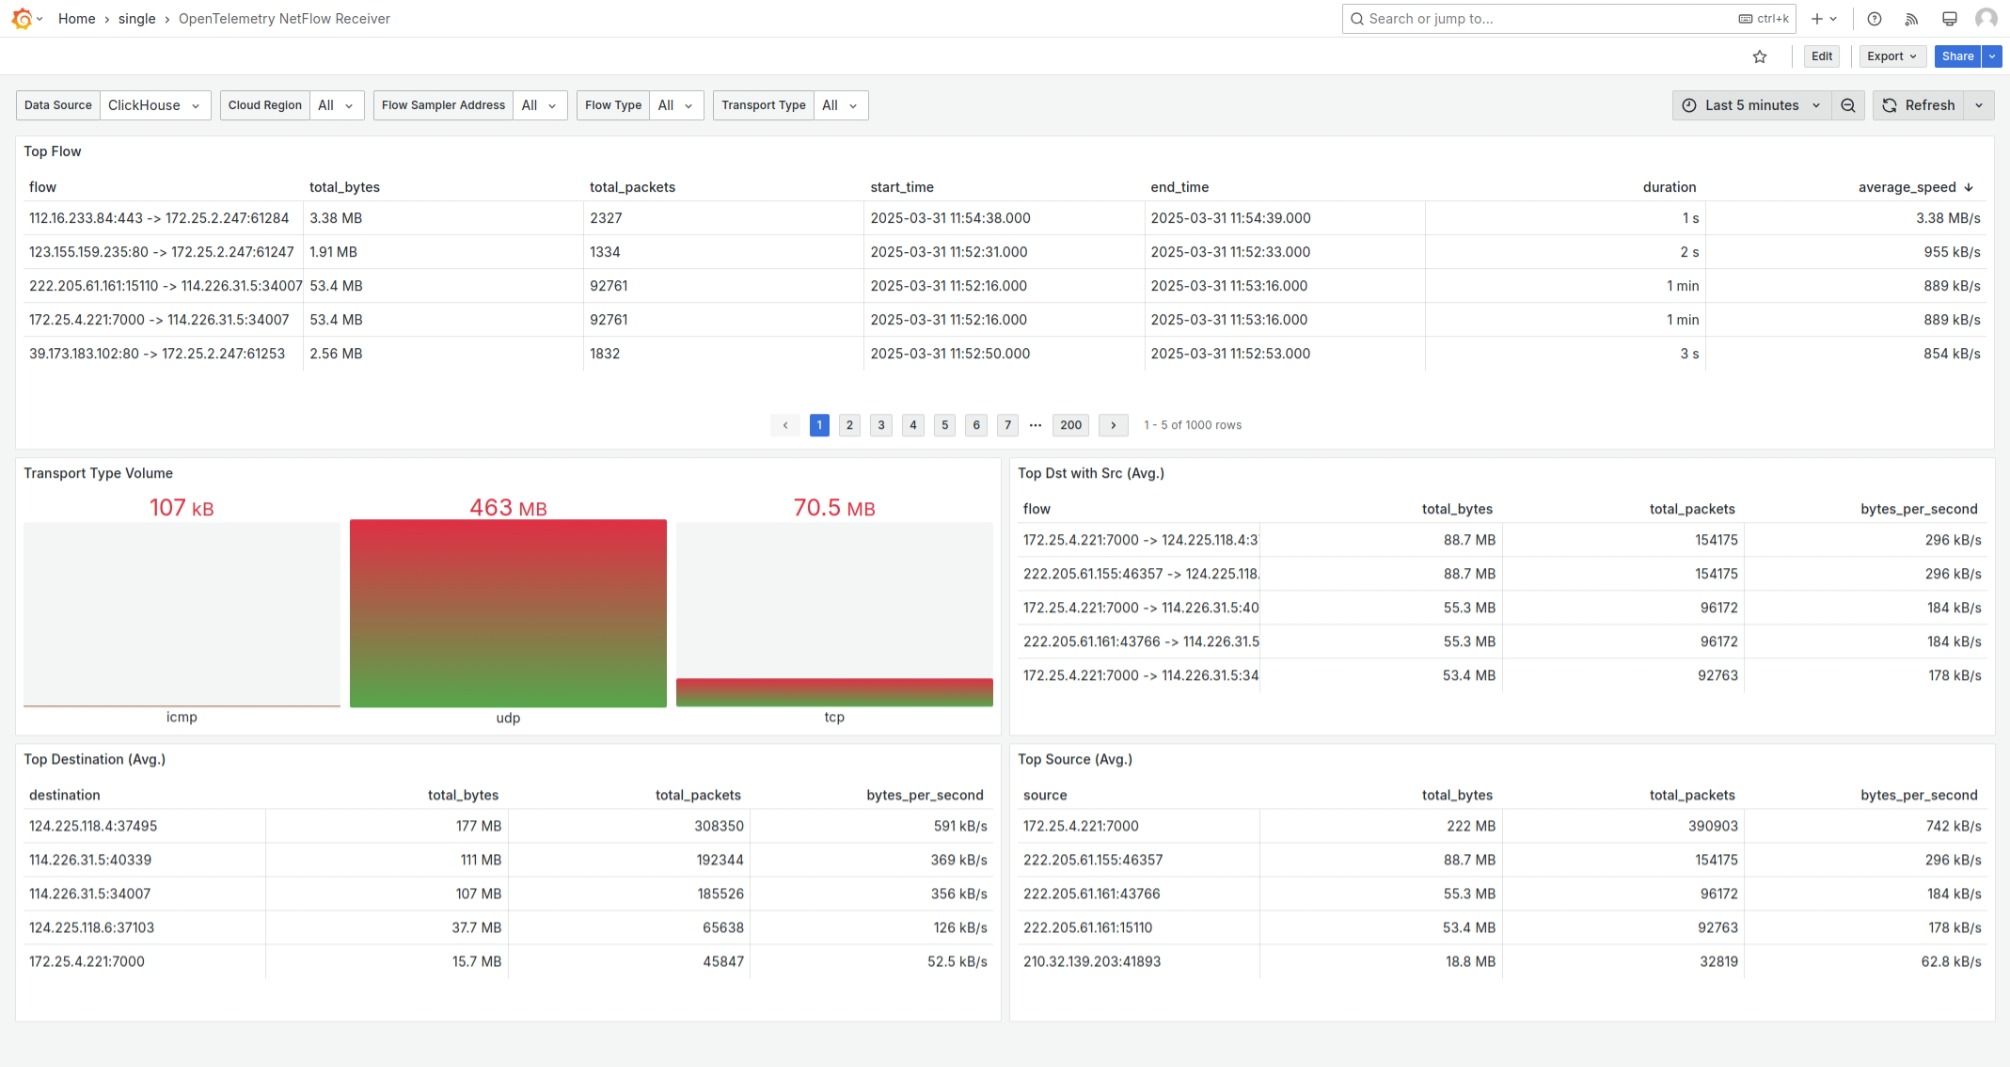 Home › single › OpenTelemetry NetFlow Receiver
Search or jump to...
ctrl+k
Edit
Export
Share
Data Source ClickHouse
Cloud Region All
Flow Sampler Address All
Flow Type All
Transport Type All
Last 5 minutes
Refresh
Top Flow
flow total_bytes total_packets start_time end_time duration average_speed ↓
112.16.233.84:443 -> 172.25.2.247:61284 3.38 MB 2327 2025-03-31 11:54:38.000 2025-03-31 11:54:39.000 1 s 3.38 MB/s
123.155.159.235:80 -> 172.25.2.247:61247 1.91 MB 1334 2025-03-31 11:52:31.000 2025-03-31 11:52:33.000 2 s 955 kB/s
222.205.61.161:15110 -> 114.226.31.5:34007 53.4 MB 92761 2025-03-31 11:52:16.000 2025-03-31 11:53:16.000 1 min 889 kB/s
172.25.4.221:7000 -> 114.226.31.5:34007 53.4 MB 92761 2025-03-31 11:52:16.000 2025-03-31 11:53:16.000 1 min 889 kB/s
39.173.183.102:80 -> 172.25.2.247:61253 2.56 MB 1832 2025-03-31 11:52:50.000 2025-03-31 11:52:53.000 3 s 854 kB/s
‹ 1 2 3 4 5 6 7 ··· 200 › 1 - 5 of 1000 rows
Transport Type Volume
107 kB 463 MB 70.5 MB
icmp udp tcp
Top Dst with Src (Avg.)
flow total_bytes total_packets bytes_per_second
172.25.4.221:7000 -> 124.225.118.4:3 88.7 MB 154175 296 kB/s
222.205.61.155:46357 -> 124.225.118. 88.7 MB 154175 296 kB/s
172.25.4.221:7000 -> 114.226.31.5:40 55.3 MB 96172 184 kB/s
222.205.61.161:43766 -> 114.226.31.5 55.3 MB 96172 184 kB/s
172.25.4.221:7000 -> 114.226.31.5:34 53.4 MB 92763 178 kB/s
Top Destination (Avg.)
destination total_bytes total_packets bytes_per_second
124.225.118.4:37495 177 MB 308350 591 kB/s
114.226.31.5:40339 111 MB 192344 369 kB/s
114.226.31.5:34007 107 MB 185526 356 kB/s
124.225.118.6:37103 37.7 MB 65638 126 kB/s
172.25.4.221:7000 15.7 MB 45847 52.5 kB/s
Top Source (Avg.)
source total_bytes total_packets bytes_per_second
172.25.4.221:7000 222 MB 390903 742 kB/s
222.205.61.155:46357 88.7 MB 154175 296 kB/s
222.205.61.161:43766 55.3 MB 96172 184 kB/s
222.205.61.161:15110 53.4 MB 92763 178 kB/s
210.32.139.203:41893 18.8 MB 32819 62.8 kB/s